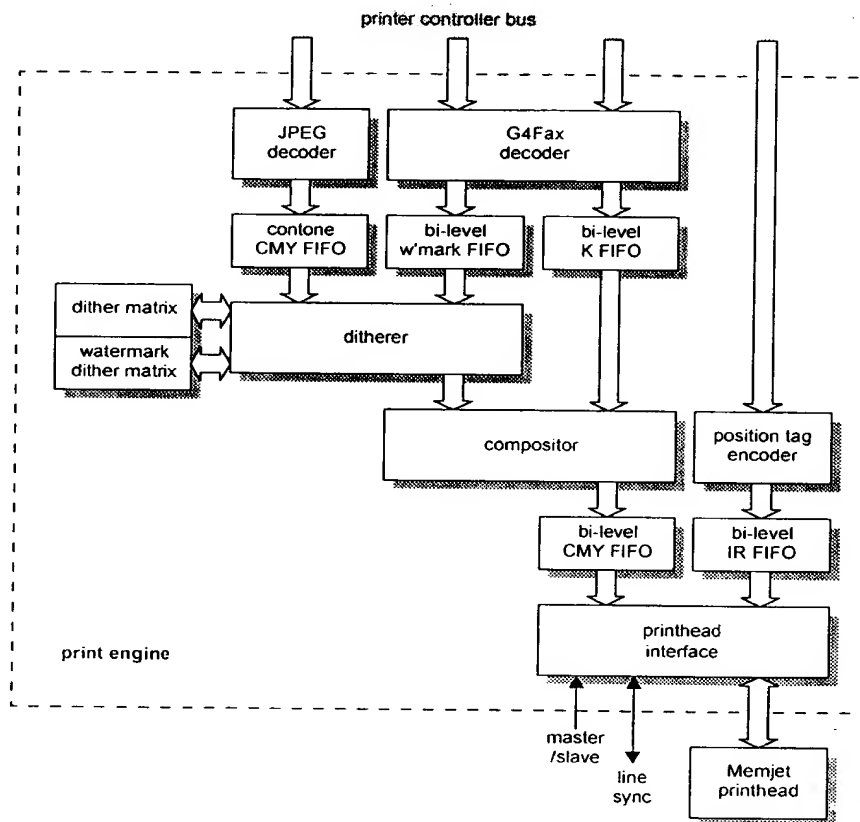 printer controller bus
JPEG
decoder
G4Fax
decoder
contone
CMY FIFO
bi-level
w'mark FIFO
bi-level
K FIFO
dither matrix
watermark
dither matrix
ditherer
compositor
position tag
encoder
bi-level
CMY FIFO
bi-level
IR FIFO
printhead
interface
print engine
master
/slave
line
sync
Memjet
printhead